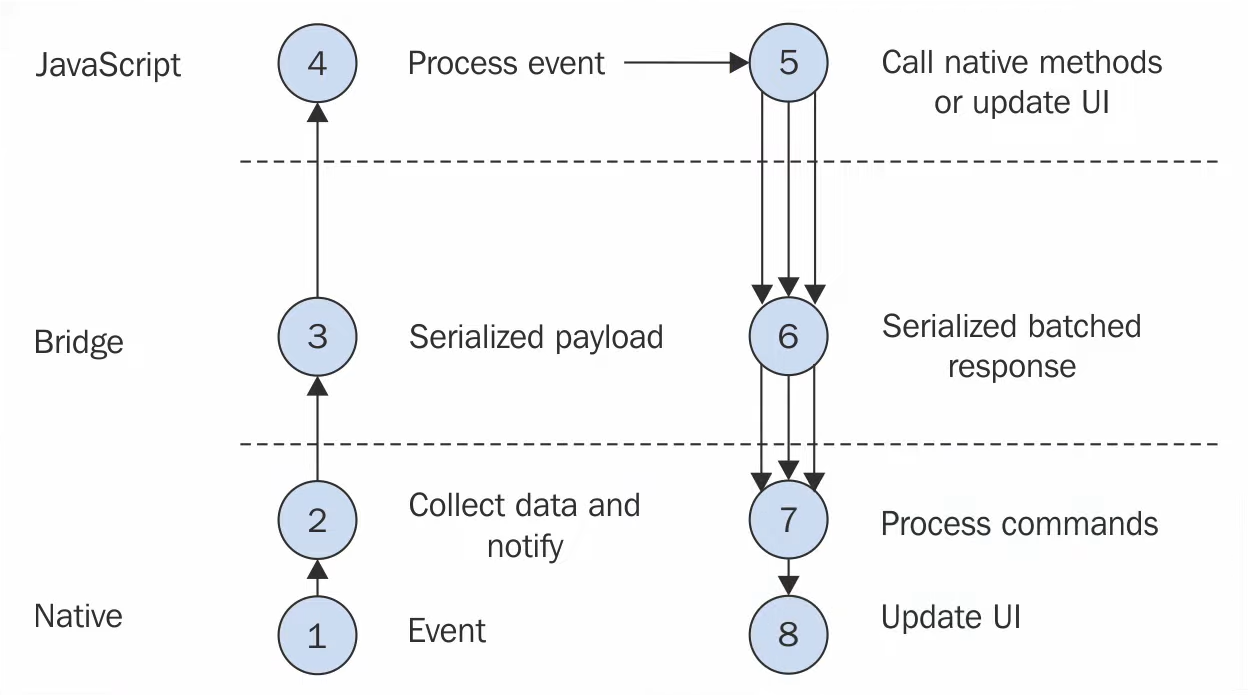 JavaScript
4
Process event
5
Call native methods
or update UI
Bridge
3
Serialized payload
6
Serialized batched
response
2
Collect data and
notify
7
Process commands
Native
1
Event
8
Update UI